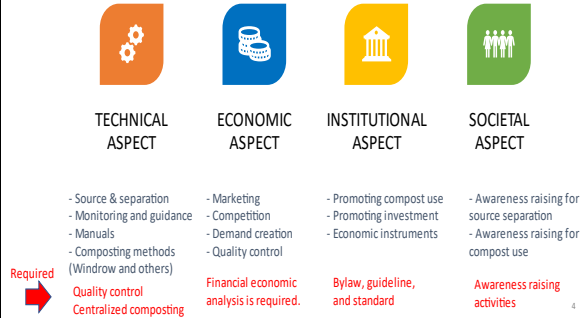 TECHNICAL
ASPECT
- Source & separation
- Monitoring and guidance
- Manuals
- Composting methods
(Windrow and others)
ECONOMIC
ASPECT
- Marketing
- Competition
- Demand creation
- Quality control
INSTITUTIONAL
ASPECT
- Promoting compost use
- Promoting investment
- Economic instruments
SOCIETAL
ASPECT
- Awareness raising for
source separation
- Awareness raising for
compost use
Required
Quality control
Centralized composting
Financial economic
analysis is required.
Bylaw, guideline,
and standard
Awareness raising
activities
4